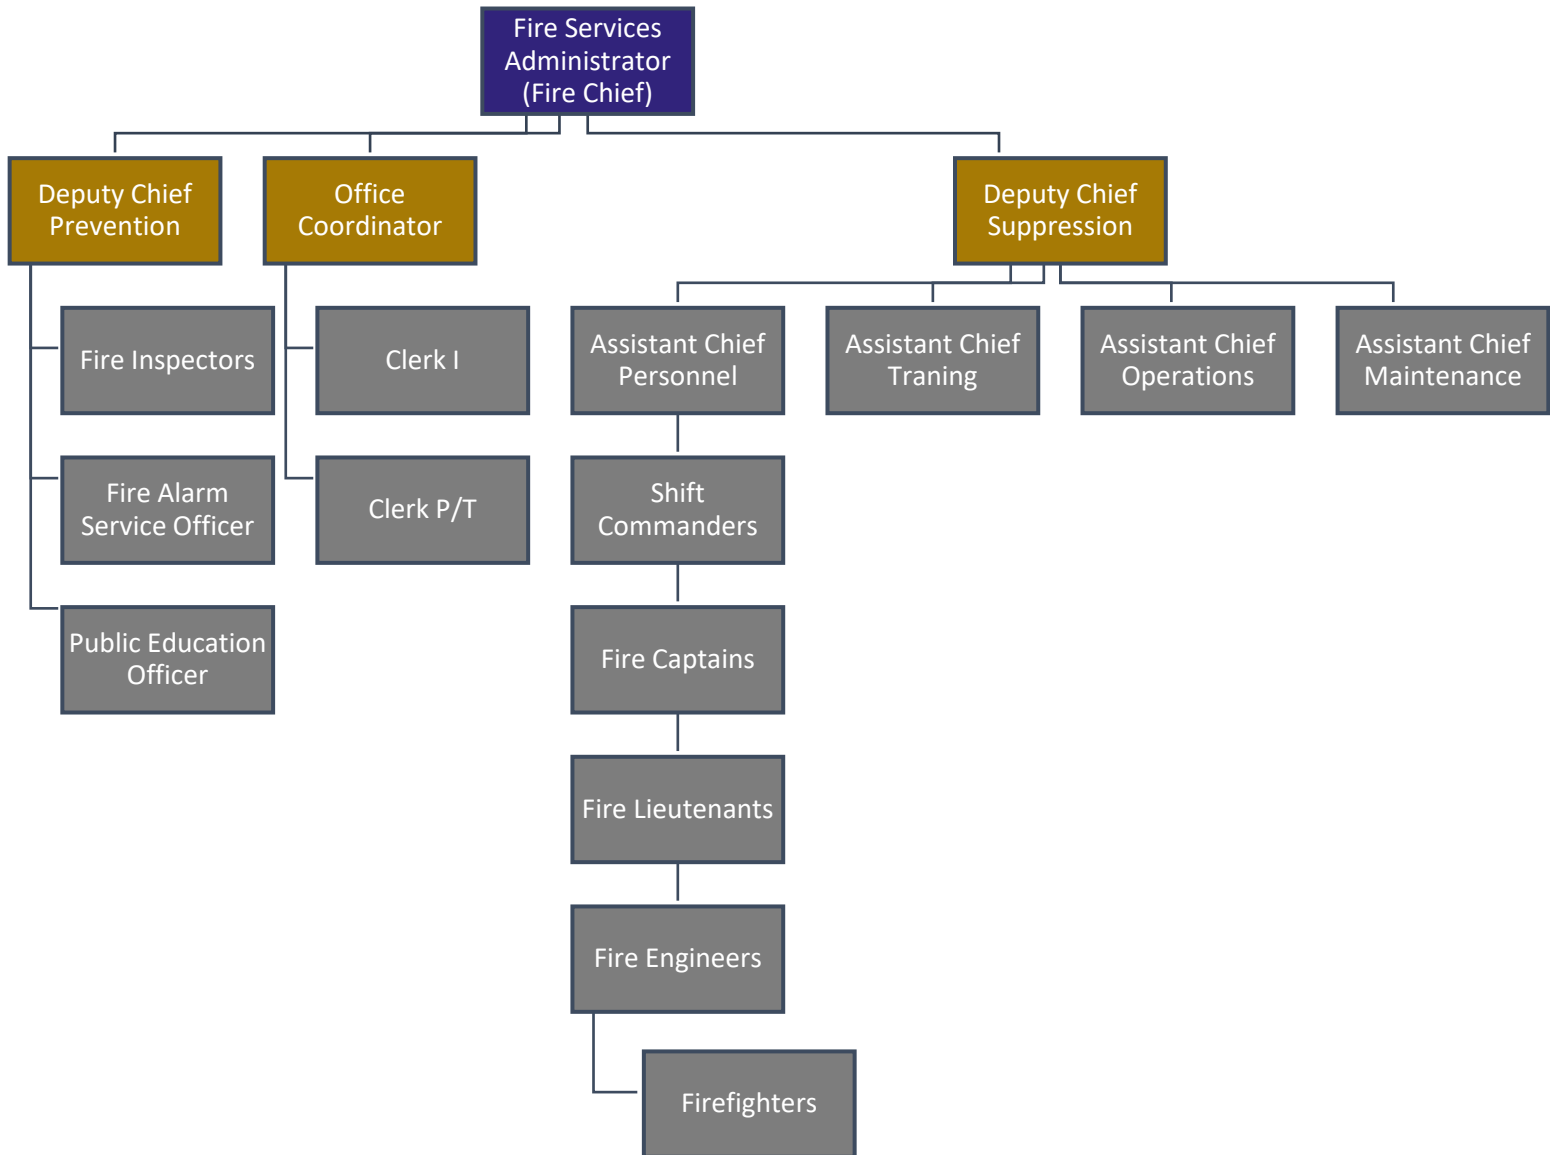 Fire Services
Administrator
(Fire Chief)
Deputy Chief
Prevention
Office
Coordinator
Deputy Chief
Suppression
Fire Inspectors
Clerk I
Assistant Chief
Personnel
Assistant Chief
Traning
Assistant Chief
Operations
Assistant Chief
Maintenance
Fire Alarm
Service Officer
Clerk P/T
Shift
Commanders
Public Education
Officer
Fire Captains
Fire Lieutenants
Fire Engineers
Firefighters